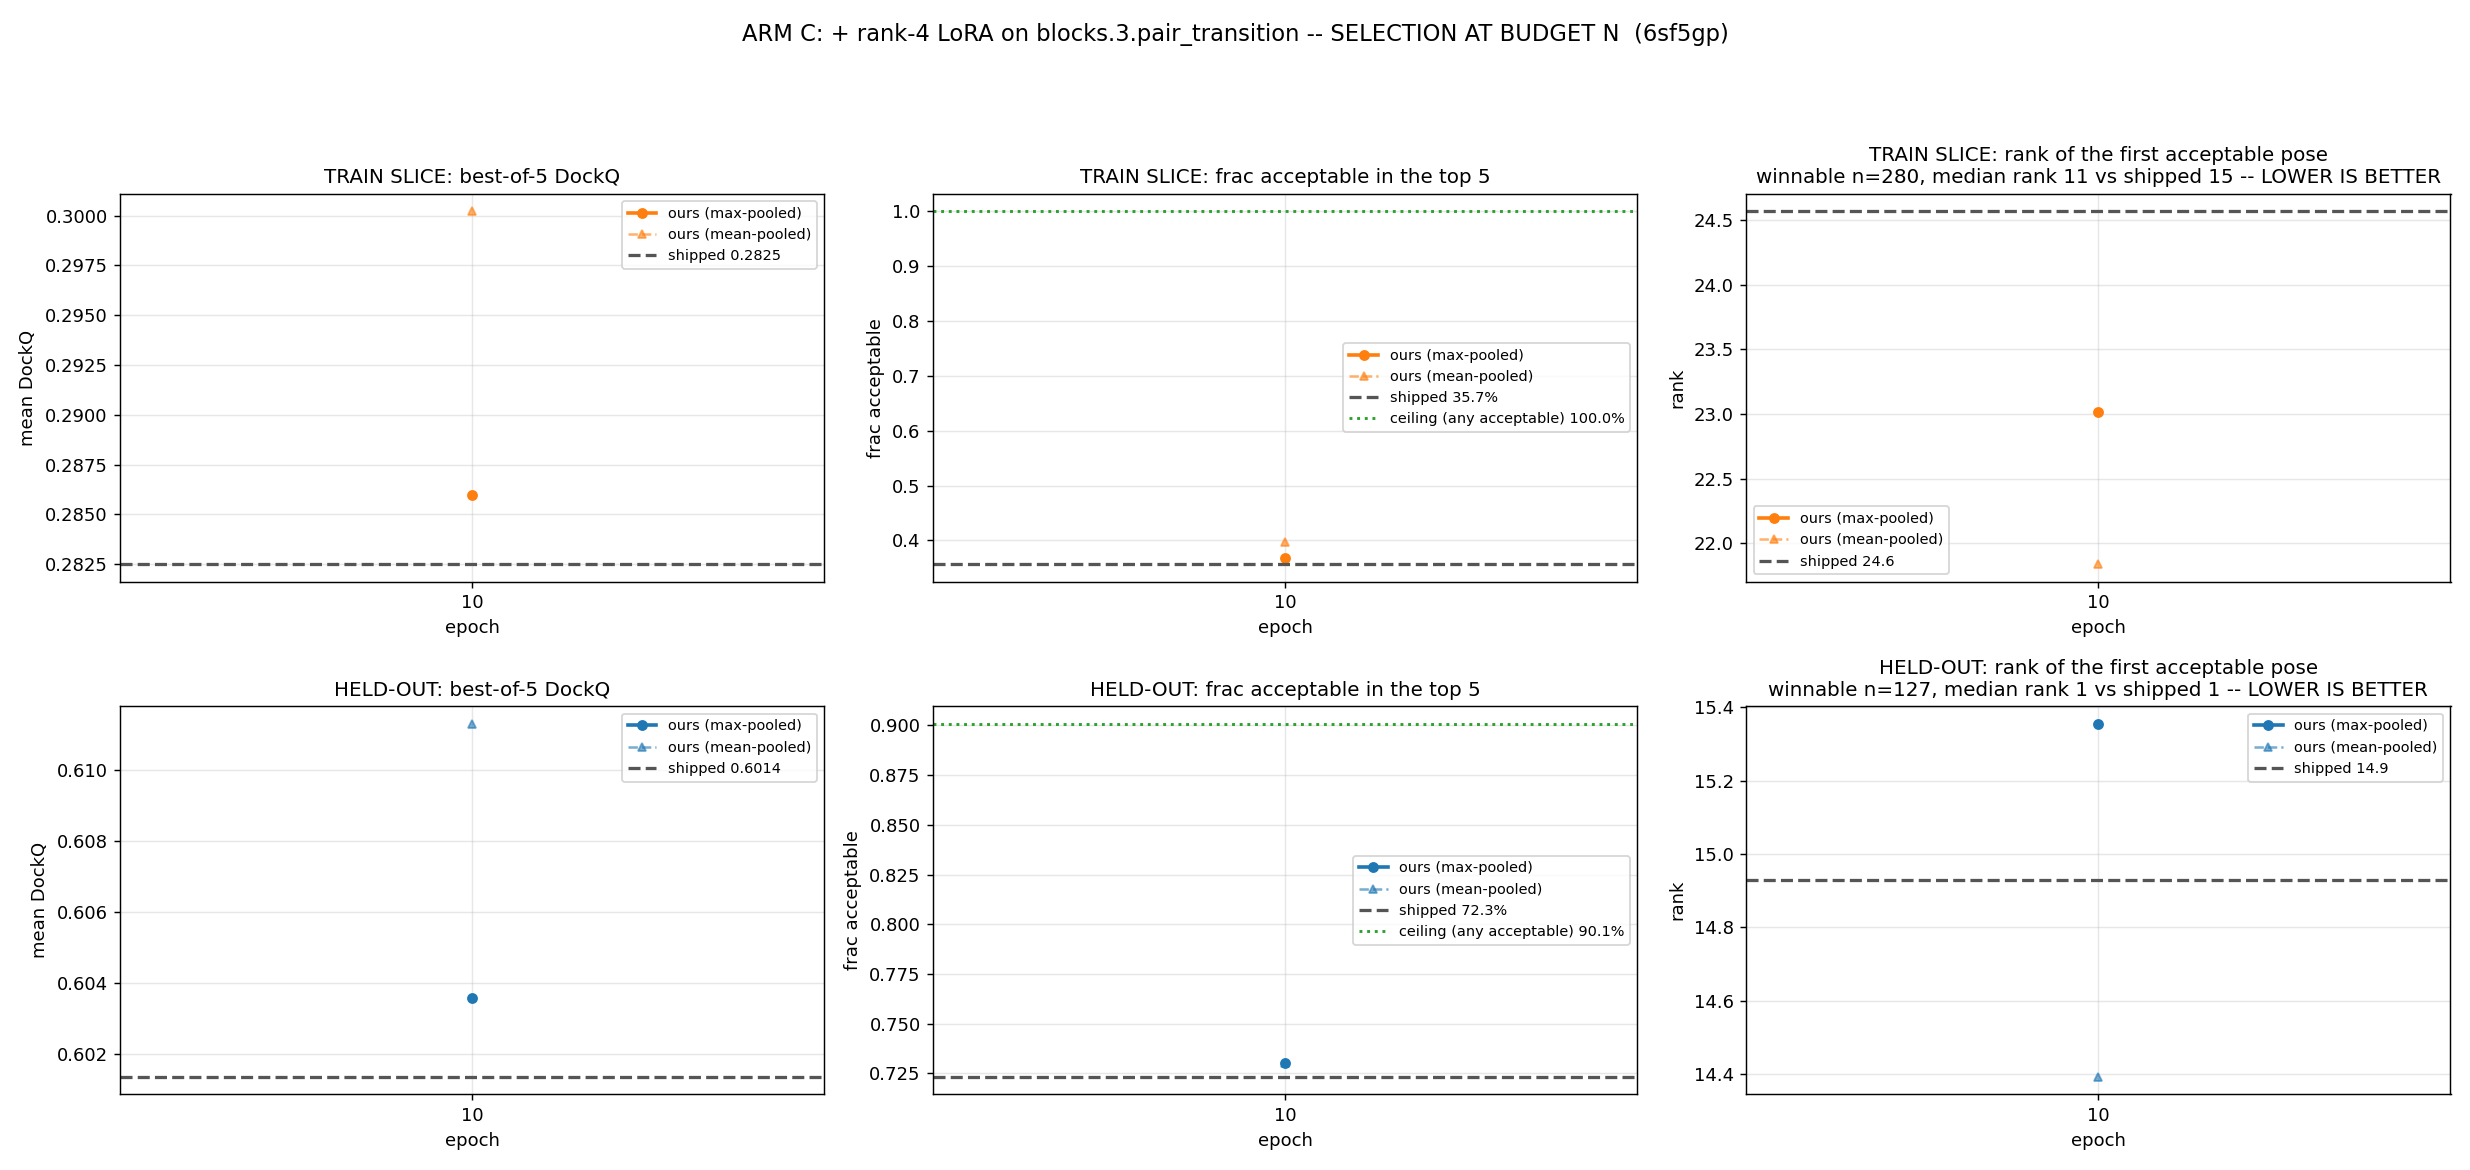 ARM C: + rank-4 LoRA on blocks.3.pair_transition -- SELECTION AT BUDGET N  (6sf5gp)
TRAIN SLICE: best-of-5 DockQ
0.3000
0.2975
0.2950
0.2925
0.2900
0.2875
0.2850
0.2825
mean DockQ
ours (max-pooled)
ours (mean-pooled)
shipped 0.2825
10
epoch
TRAIN SLICE: frac acceptable in the top 5
1.0
0.9
0.8
0.7
0.6
0.5
0.4
frac acceptable
ours (max-pooled)
ours (mean-pooled)
shipped 35.7%
ceiling (any acceptable) 100.0%
10
epoch
TRAIN SLICE: rank of the first acceptable pose
winnable n=280, median rank 11 vs shipped 15 -- LOWER IS BETTER
24.5
24.0
23.5
23.0
22.5
22.0
rank
ours (max-pooled)
ours (mean-pooled)
shipped 24.6
10
epoch
HELD-OUT: best-of-5 DockQ
0.610
0.608
0.606
0.604
0.602
mean DockQ
ours (max-pooled)
ours (mean-pooled)
shipped 0.6014
10
epoch
HELD-OUT: frac acceptable in the top 5
0.900
0.875
0.850
0.825
0.800
0.775
0.750
0.725
frac acceptable
ours (max-pooled)
ours (mean-pooled)
shipped 72.3%
ceiling (any acceptable) 90.1%
10
epoch
HELD-OUT: rank of the first acceptable pose
winnable n=127, median rank 1 vs shipped 1 -- LOWER IS BETTER
15.4
15.2
15.0
14.8
14.6
14.4
rank
ours (max-pooled)
ours (mean-pooled)
shipped 14.9
10
epoch